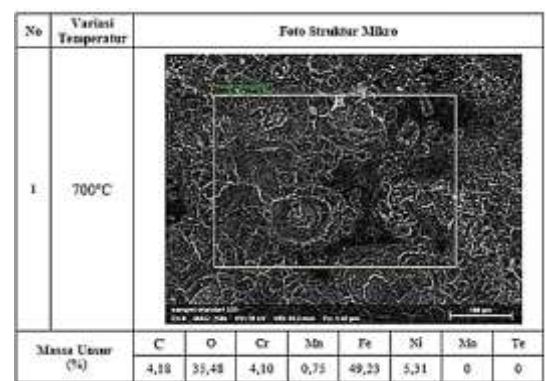 No Variasi Temperatur Foto Struktur Mikro
1 700°C
Massa Unsur (%) C O Cr Mn Fe Ni Mo Te
4,18 35,48 4,10 0,75 49,23 5,31 0 0